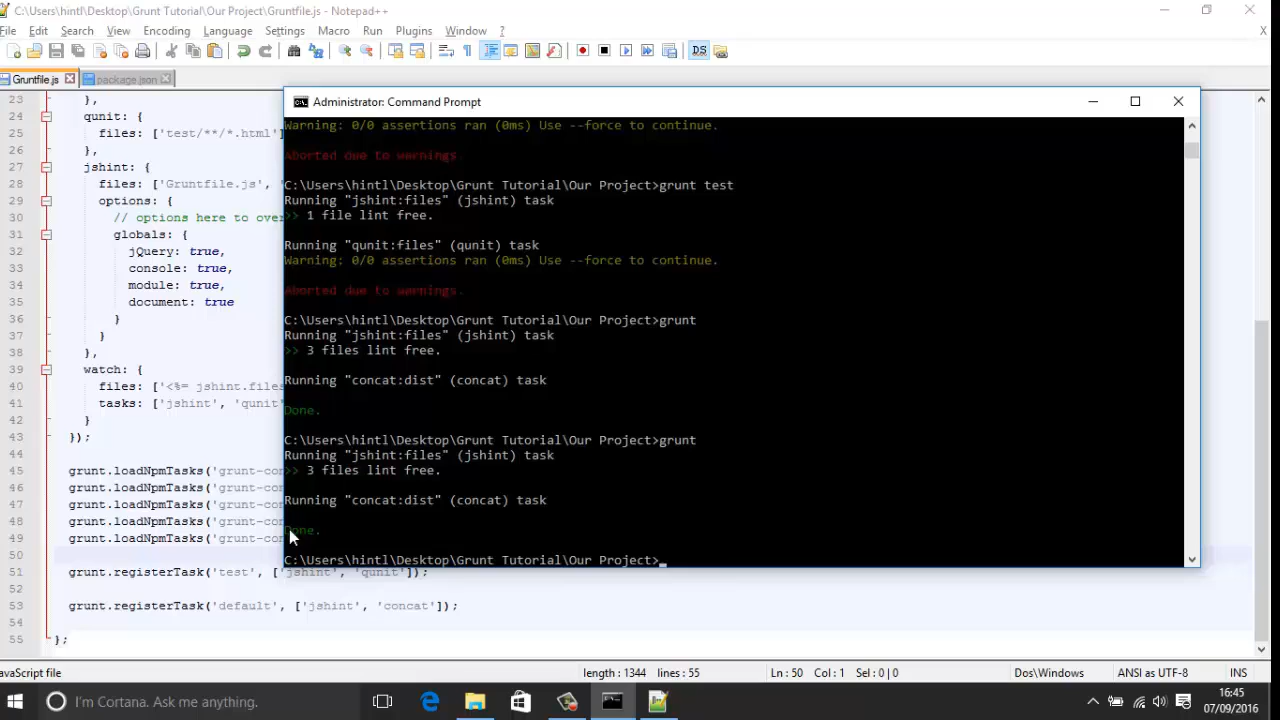 C:\Users\hintl\Desktop\Grunt Tutorial\Our Project\Gruntfile.js - Notepad++
File Edit Search View Encoding Language Settings Macro Run Plugins Window ?
X
DS
Gruntfile.js package.json
Administrator: Command Prompt
23 },
24 qunit: {
25 files: ['test/**/*.html']
26 },
27 jshint: {
28 files: ['Gruntfile.js',
29 options: {
30 // options here to over
31 globals: {
32 jQuery: true,
33 console: true,
34 module: true,
35 document: true
36 }
37 }
38 },
39 watch: {
40 files: ['<%= jshint.files
41 tasks: ['jshint', 'qunit'
42 }
43 });
44
45 grunt.loadNpmTasks('grunt-con
46 grunt.loadNpmTasks('grunt-con
47 grunt.loadNpmTasks('grunt-con
48 grunt.loadNpmTasks('grunt-con
49 grunt.loadNpmTasks('grunt-con
50
51 grunt.registerTask('test', ['jshint', 'qunit']);
52
53 grunt.registerTask('default', ['jshint', 'concat']);
54
55 };
Warning: 0/0 assertions ran (0ms) Use --force to continue.
Aborted due to warnings.
C:\Users\hintl\Desktop\Grunt Tutorial\Our Project>grunt test
Running "jshint:files" (jshint) task
>> 1 file lint free.
Running "qunit:files" (qunit) task
Warning: 0/0 assertions ran (0ms) Use --force to continue.
Aborted due to warnings.
C:\Users\hintl\Desktop\Grunt Tutorial\Our Project>grunt
Running "jshint:files" (jshint) task
>> 3 files lint free.
Running "concat:dist" (concat) task
Done.
C:\Users\hintl\Desktop\Grunt Tutorial\Our Project>grunt
Running "jshint:files" (jshint) task
>> 3 files lint free.
Running "concat:dist" (concat) task
Done.
C:\Users\hintl\Desktop\Grunt Tutorial\Our Project>_
JavaScript file length : 1344 lines : 55 Ln : 50 Col : 1 Sel : 0 | 0 Dos\Windows ANSI as UTF-8 INS
I'm Cortana. Ask me anything.
16:45
07/09/2016